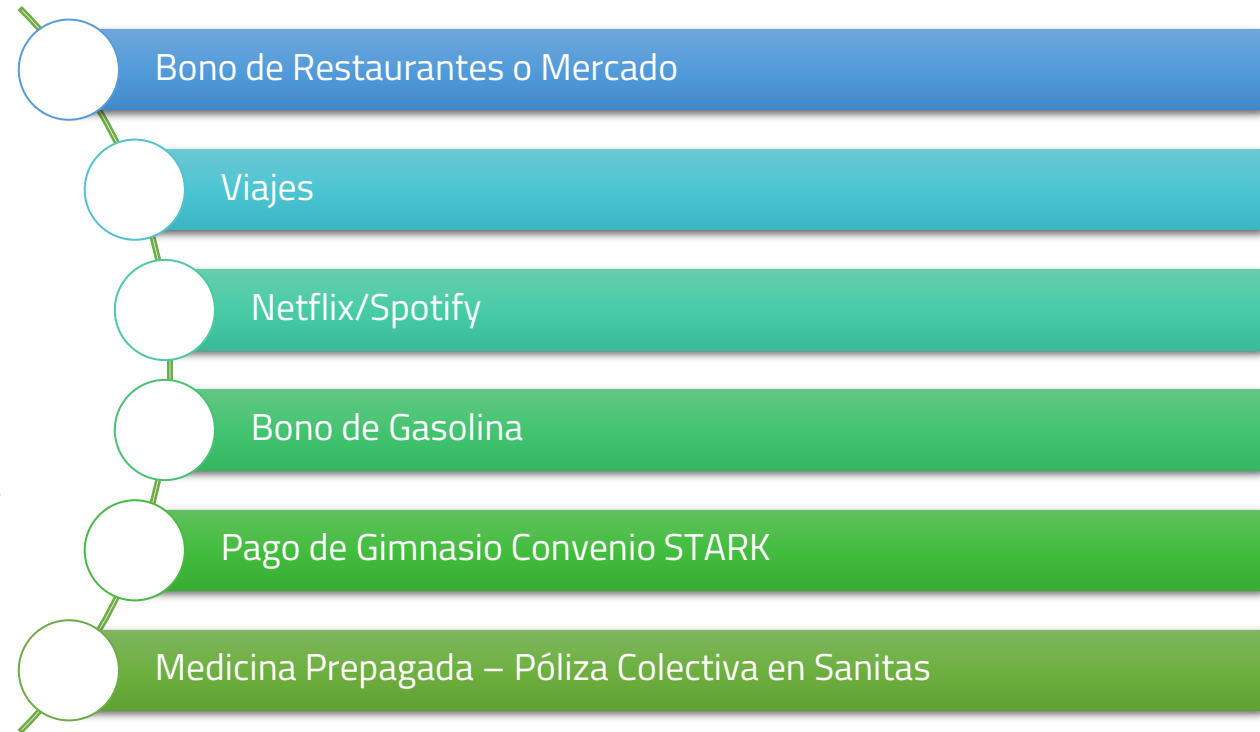 Bono de Restaurantes o Mercado
Viajes
Netflix/Spotify
Bono de Gasolina
Pago de Gimnasio Convenio STARK
Medicina Prepagada – Póliza Colectiva en Sanitas